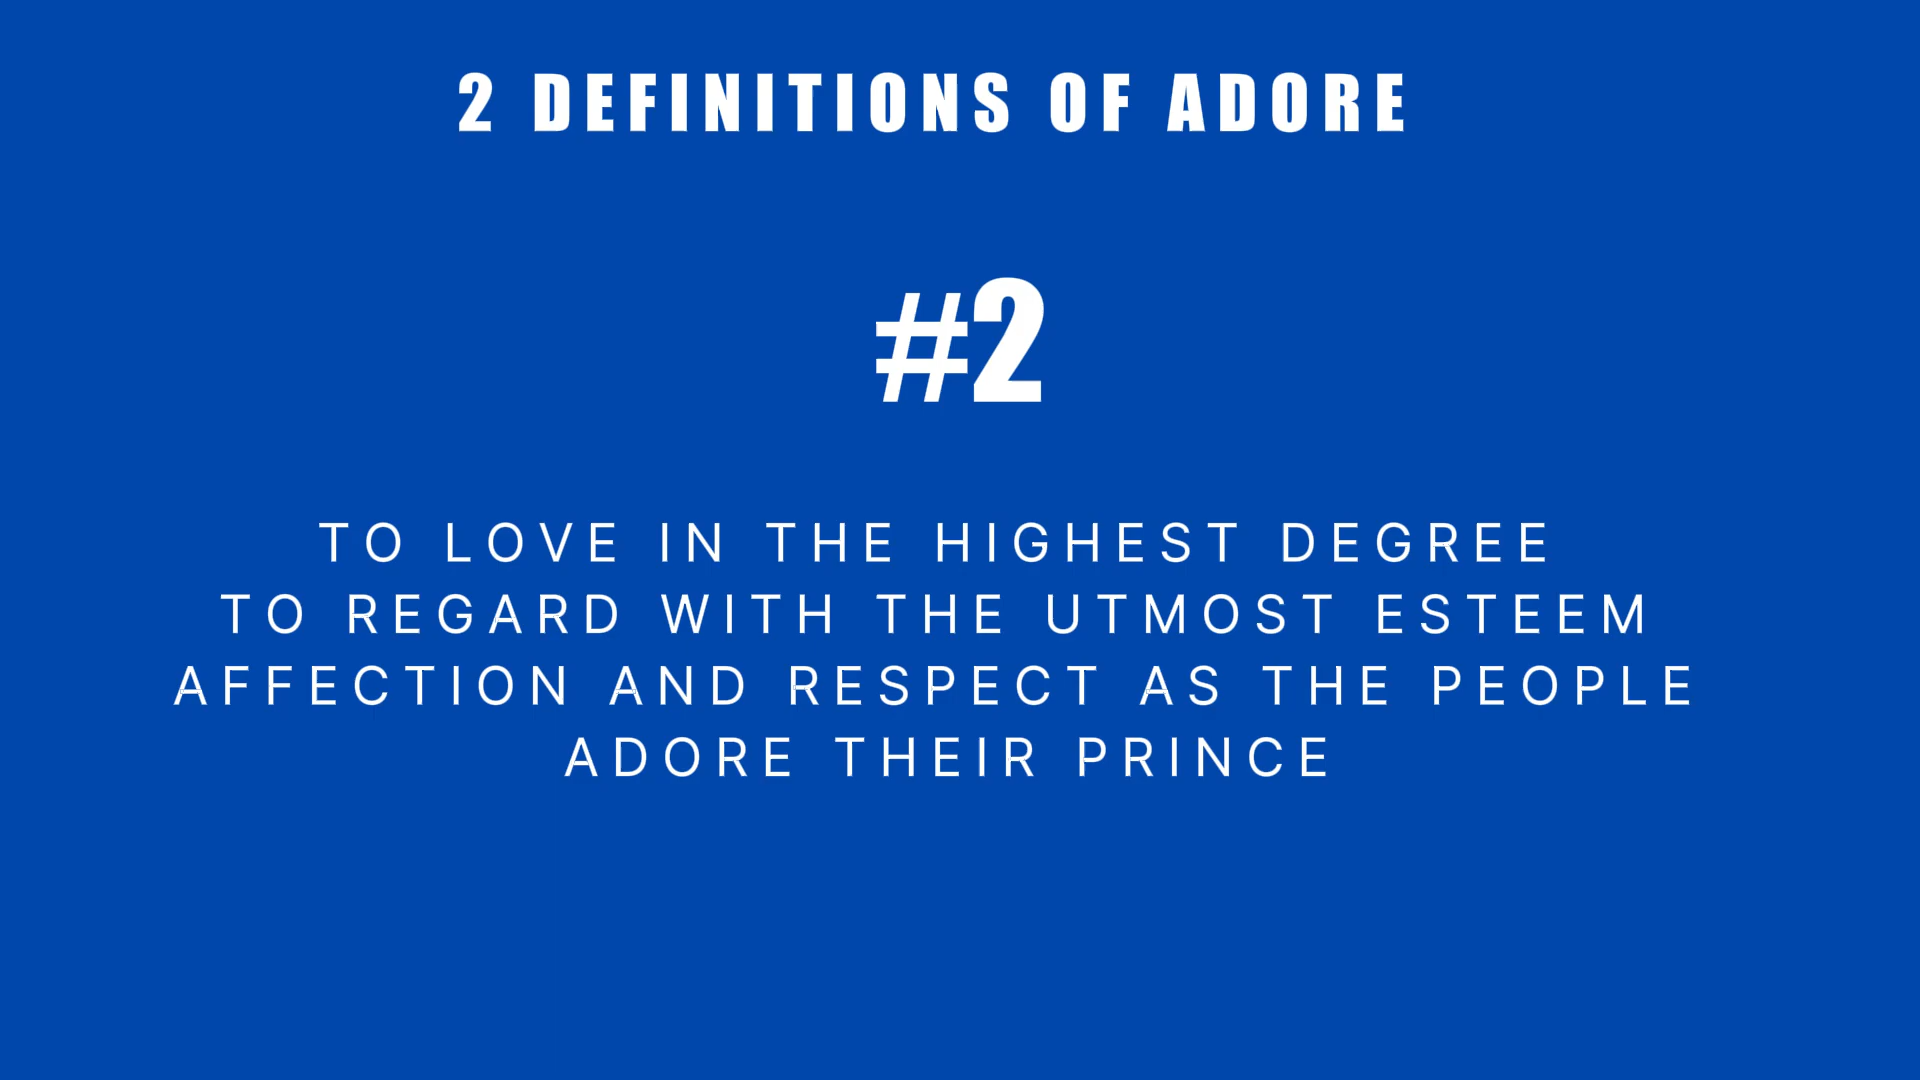 2 DEFINITIONS OF ADORE
#2
TO LOVE IN THE HIGHEST DEGREE
TO REGARD WITH THE UTMOST ESTEEM
AFFECTION AND RESPECT AS THE PEOPLE
ADORE THEIR PRINCE